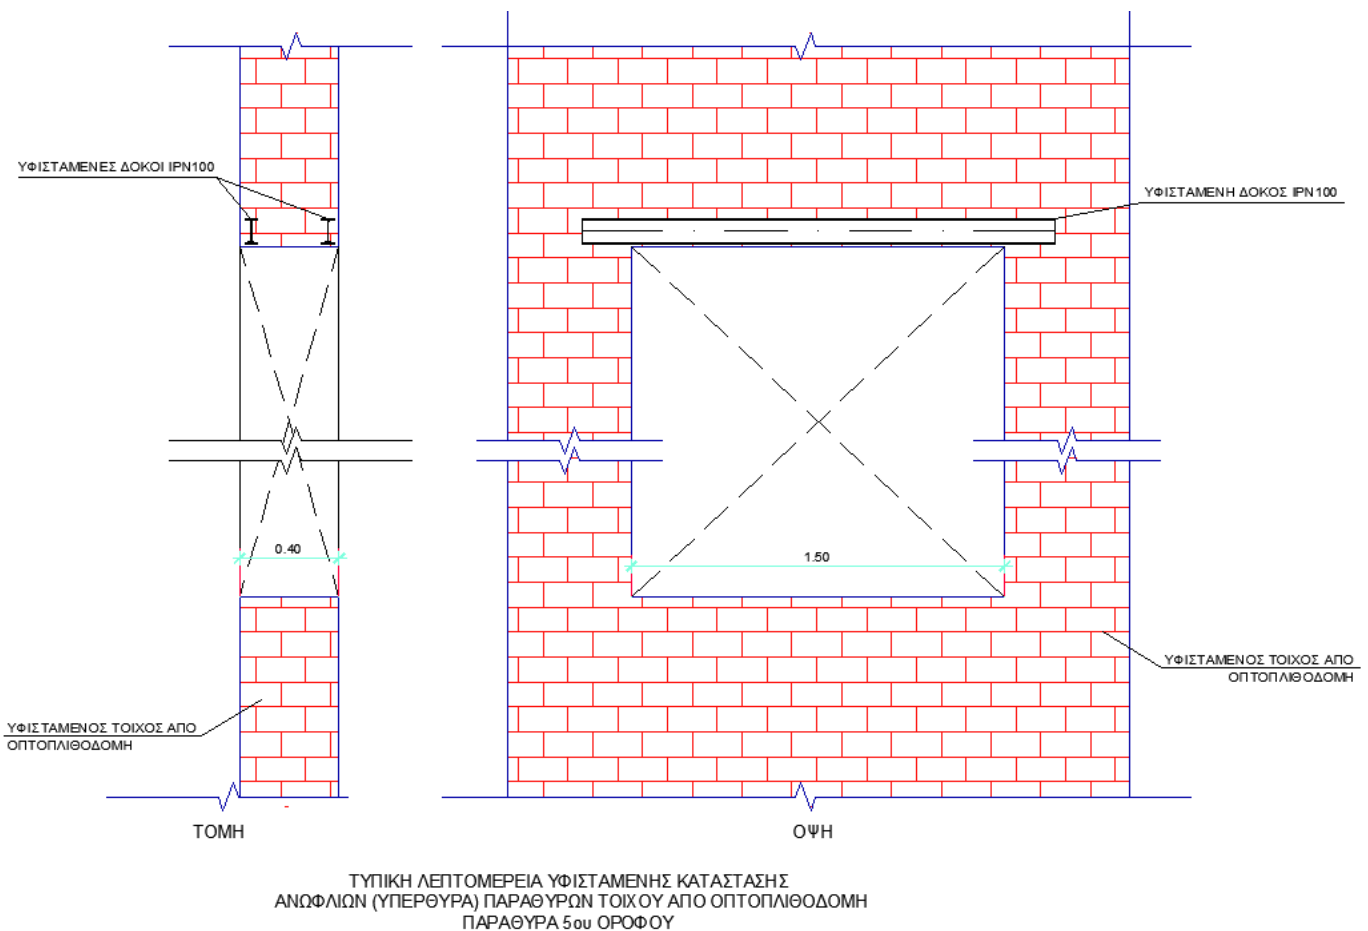 ΥΦΙΣΤΑΜΕΝΕΣ ΔΟΚΟΙ IPN100
ΥΦΙΣΤΑΜΕΝΗ ΔΟΚΟΣ IPN100
0.40
1.50
ΥΦΙΣΤΑΜΕΝΟΣ ΤΟΙΧΟΣ ΑΠΟ
ΟΠΤΟΠΛΙΘΟΔΟΜΗ
ΥΦΙΣΤΑΜΕΝΟΣ ΤΟΙΧΟΣ ΑΠΟ
ΟΠΤΟΠΛΙΘΟΔΟΜΗ
ΤΟΜΗ
ΟΨΗ
ΤΥΠΙΚΗ ΛΕΠΤΟΜΕΡΕΙΑ ΥΦΙΣΤΑΜΕΝΗΣ ΚΑΤΑΣΤΑΣΗΣ
ΑΝΩΦΛΙΩΝ (ΥΠΕΡΘΥΡΑ) ΠΑΡΑΘΥΡΩΝ ΤΟΙΧΟΥ ΑΠΟ ΟΠΤΟΠΛΙΘΟΔΟΜΗ
ΠΑΡΑΘΥΡΑ 5ου ΟΡΟΦΟΥ